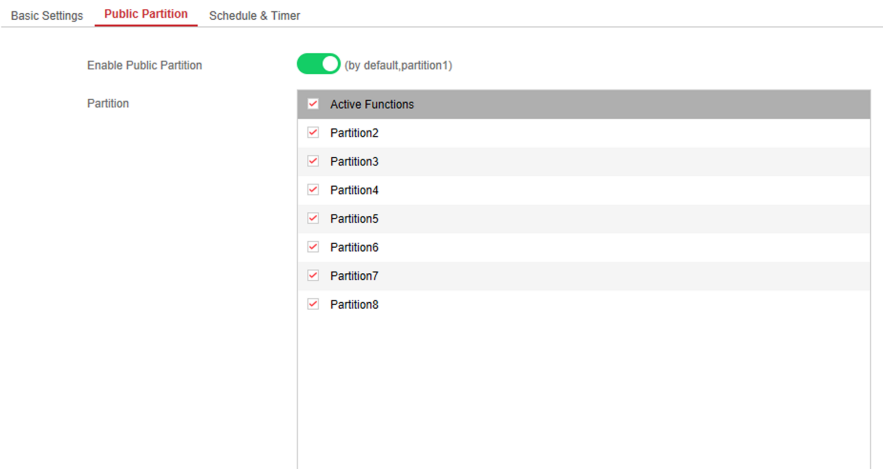 Basic Settings Public Partition Schedule & Timer
Enable Public Partition (by default,partition1)
Partition Active Functions
Partition2
Partition3
Partition4
Partition5
Partition6
Partition7
Partition8